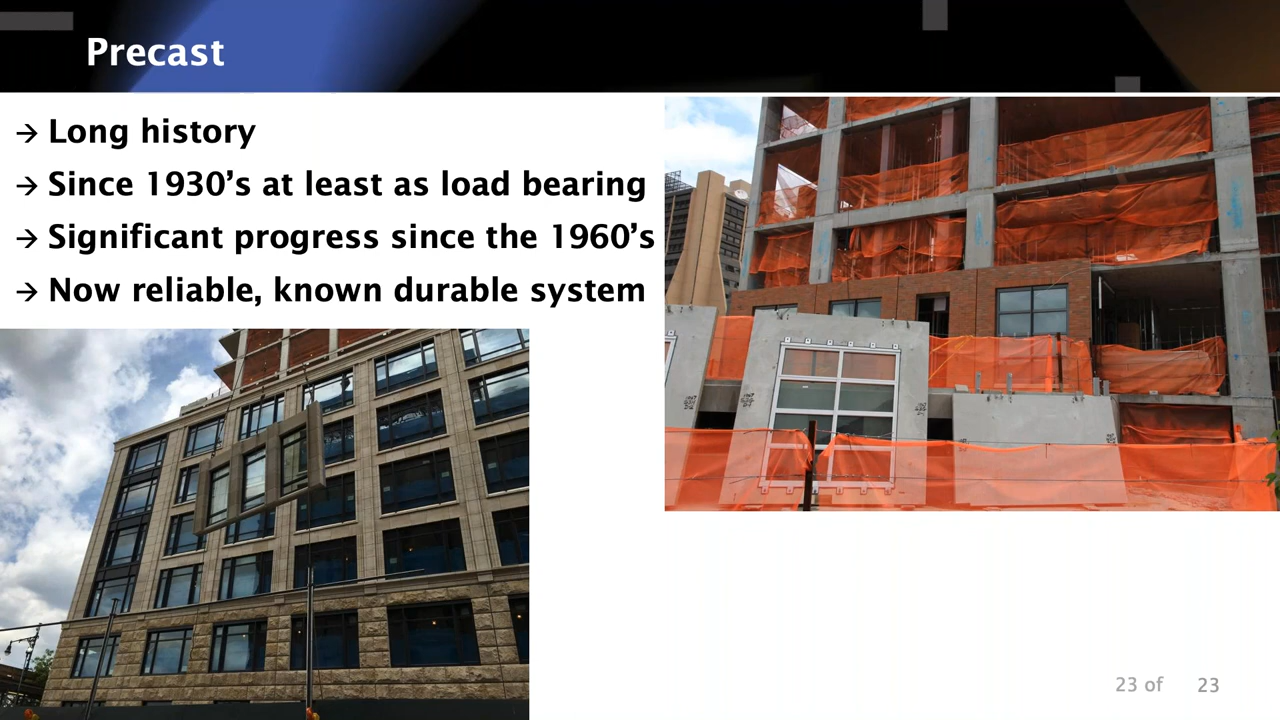 Precast
→ Long history
→ Since 1930’s at least as load bearing
→ Significant progress since the 1960’s
→ Now reliable, known durable system
23 of 23